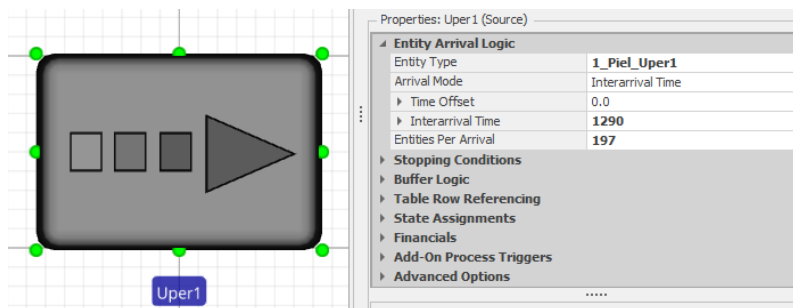 Uper1
Properties: Uper1 (Source)
Entity Arrival Logic
Entity Type 1_Piel_Uper1
Arrival Mode Interarrival Time
Time Offset 0.0
Interarrival Time 1290
Entities Per Arrival 197
Stopping Conditions
Buffer Logic
Table Row Referencing
State Assignments
Financials
Add-On Process Triggers
Advanced Options